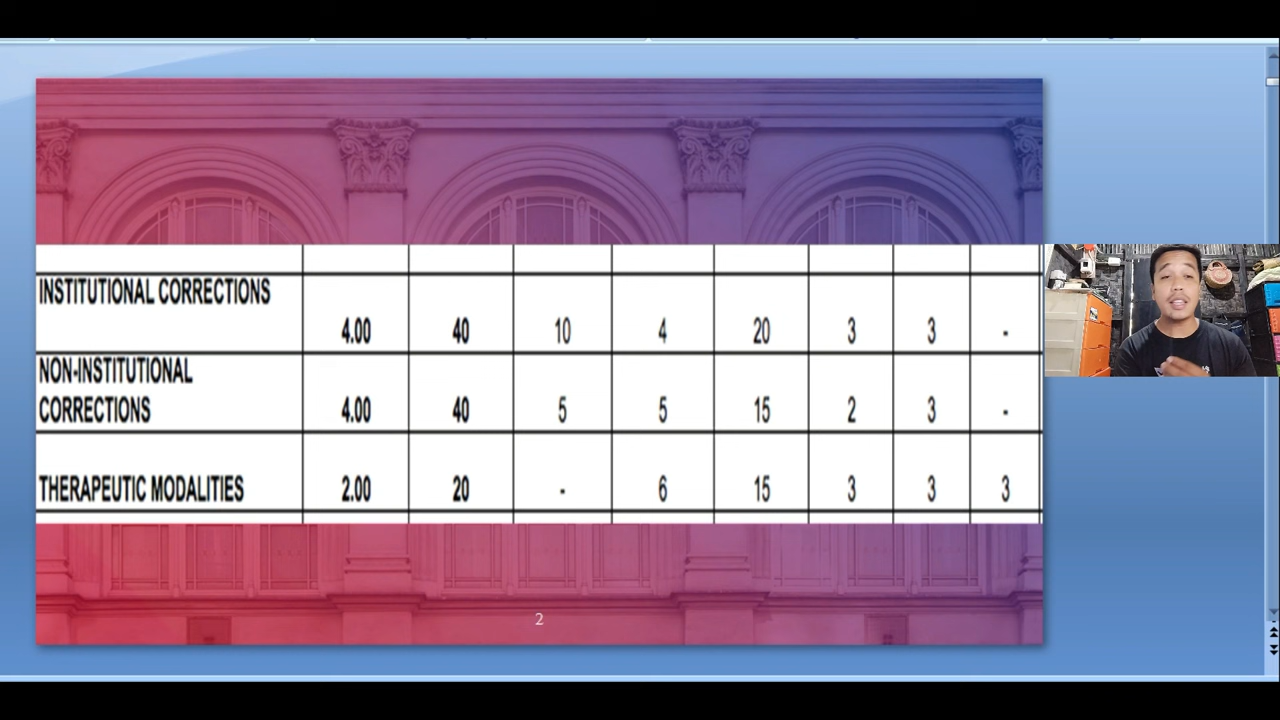 INSTITUTIONAL CORRECTIONS
4.00 40 10 4 20 3 3 -
NON-INSTITUTIONAL
CORRECTIONS 4.00 40 5 5 15 2 3 -
THERAPEUTIC MODALITIES 2.00 20 - 6 15 3 3 3
2